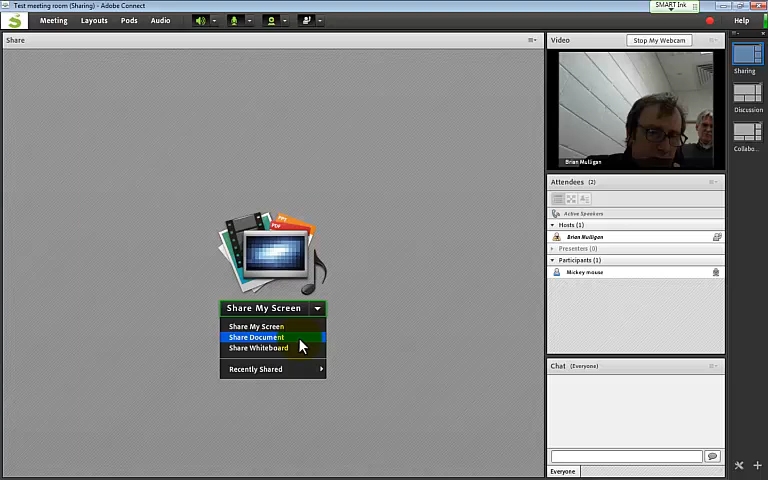 Test meeting room (Sharing) - Adobe Connect
SMART Ink
Meeting Layouts Pods Audio
Help
Share
Video
Stop My Webcam
Sharing
Discussion
Collabo...
Brian Mulligan
Attendees (2)
Active Speakers
Hosts (1)
Brian Mulligan
Presenters (0)
Participants (1)
Mickey mouse
PPT
PDF
Share My Screen
Share My Screen
Share Document
Share Whiteboard
Recently Shared
Chat (Everyone)
Everyone